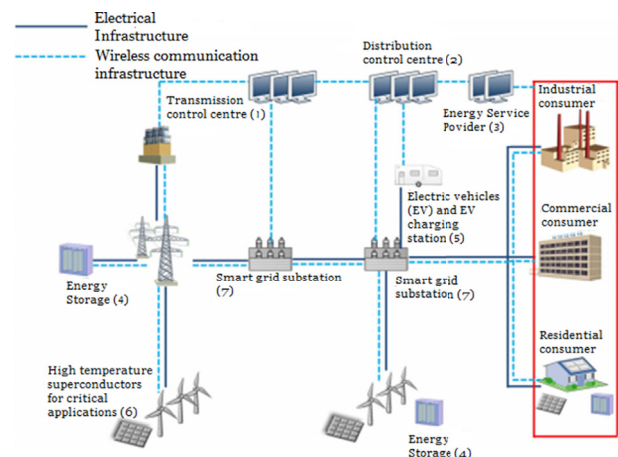 Electrical
Infrastructure
Wireless communication
infrastructure
Distribution
control centre (2)
Transmission
control centre (1)
Energy Service
Povider (3)
Industrial
consumer
Electric vehicles
(EV) and EV
charging
station (5)
Commercial
consumer
Energy
Storage (4)
Smart grid substation
(7)
Smart grid
substation (7)
Residential
consumer
High temperature
superconductors
for critical
applications (6)
Energy
Storage (4)